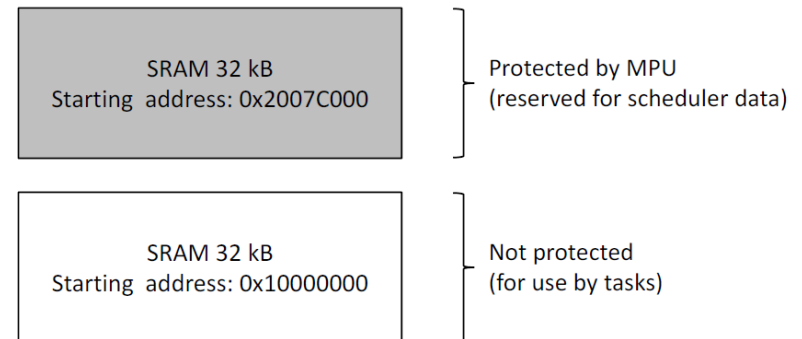 SRAM 32 kB
Starting address: 0x2007C000
Protected by MPU
(reserved for scheduler data)
SRAM 32 kB
Starting address: 0x10000000
Not protected
(for use by tasks)